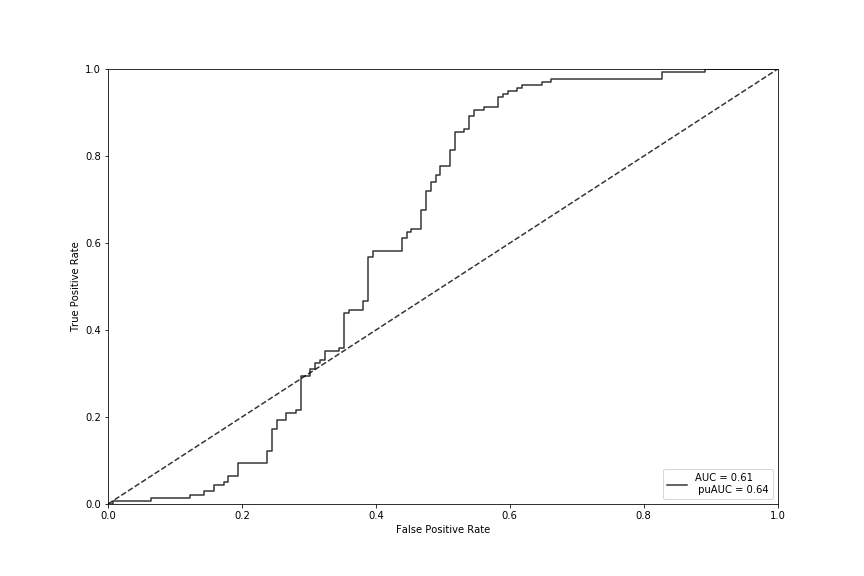 1.0
0.8
0.6
0.4
0.2
0.0
True Positive Rate
0.0 0.2 0.4 0.6 0.8 1.0
False Positive Rate
AUC = 0.61
puAUC = 0.64